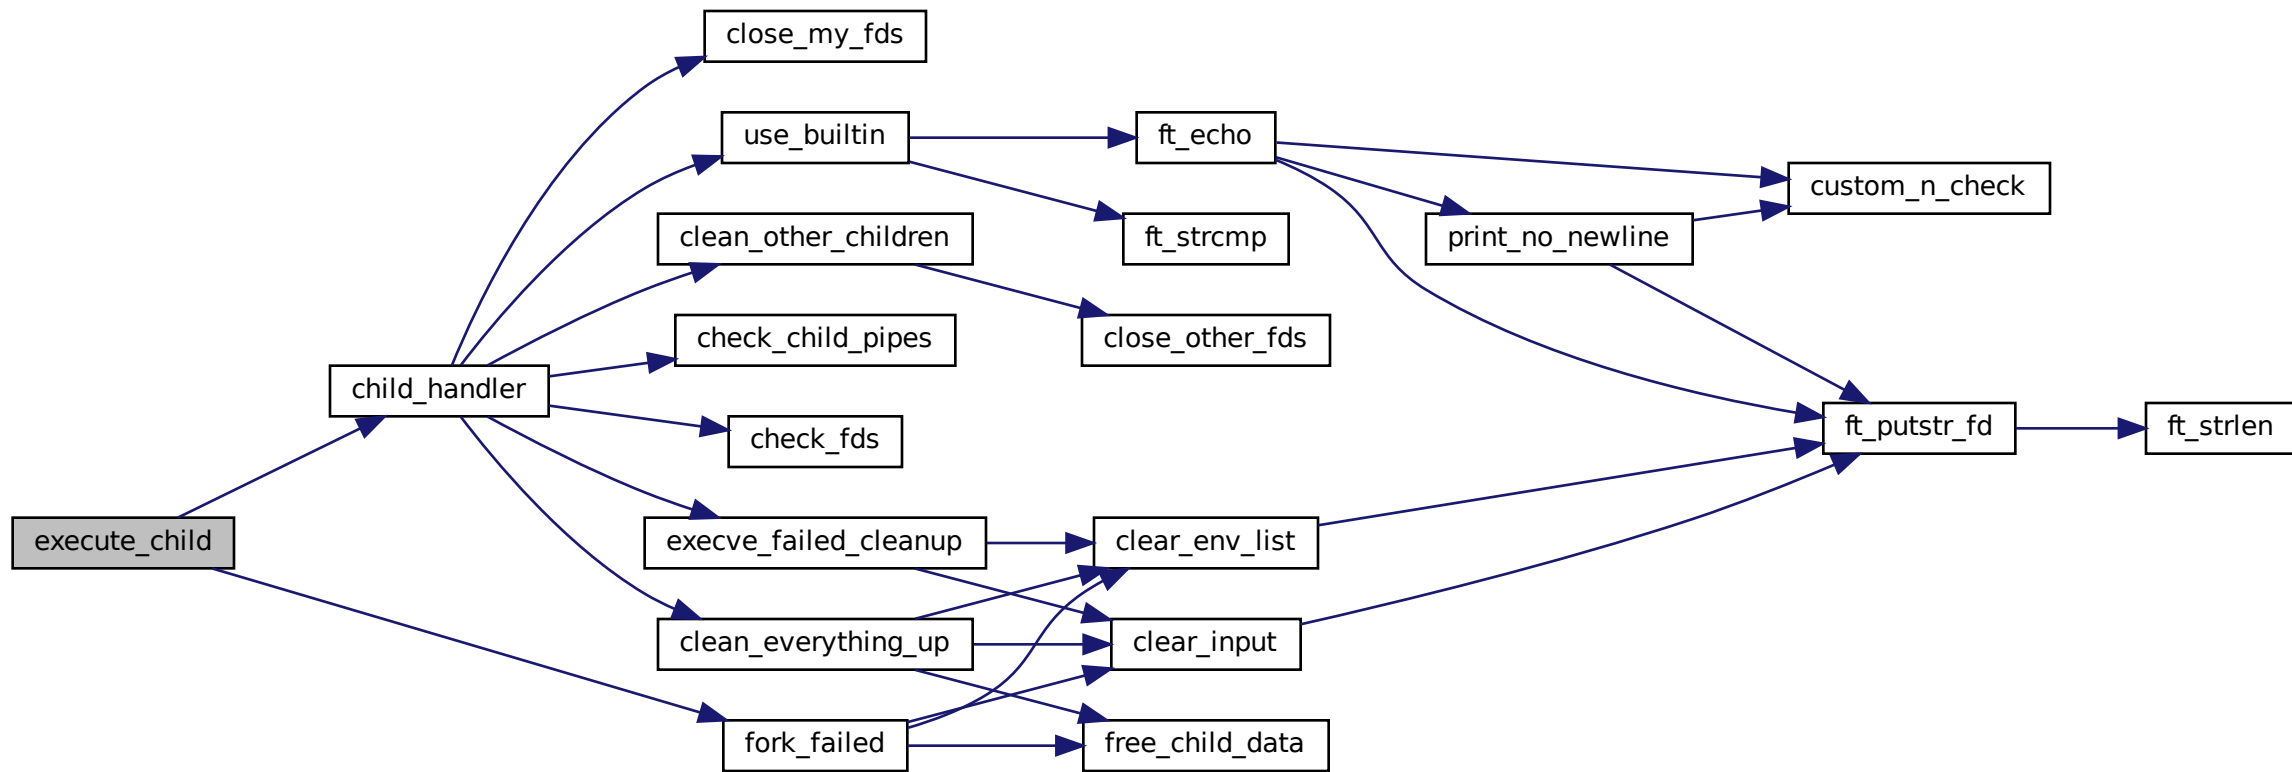 close_my_fds
use_builtin
ft_echo
custom_n_check
clean_other_children
ft_strcmp
print_no_newline
check_child_pipes
close_other_fds
child_handler
check_fds
ft_putstr_fd
ft_strlen
execute_child
execve_failed_cleanup
clear_env_list
clean_everything_up
clear_input
fork_failed
free_child_data